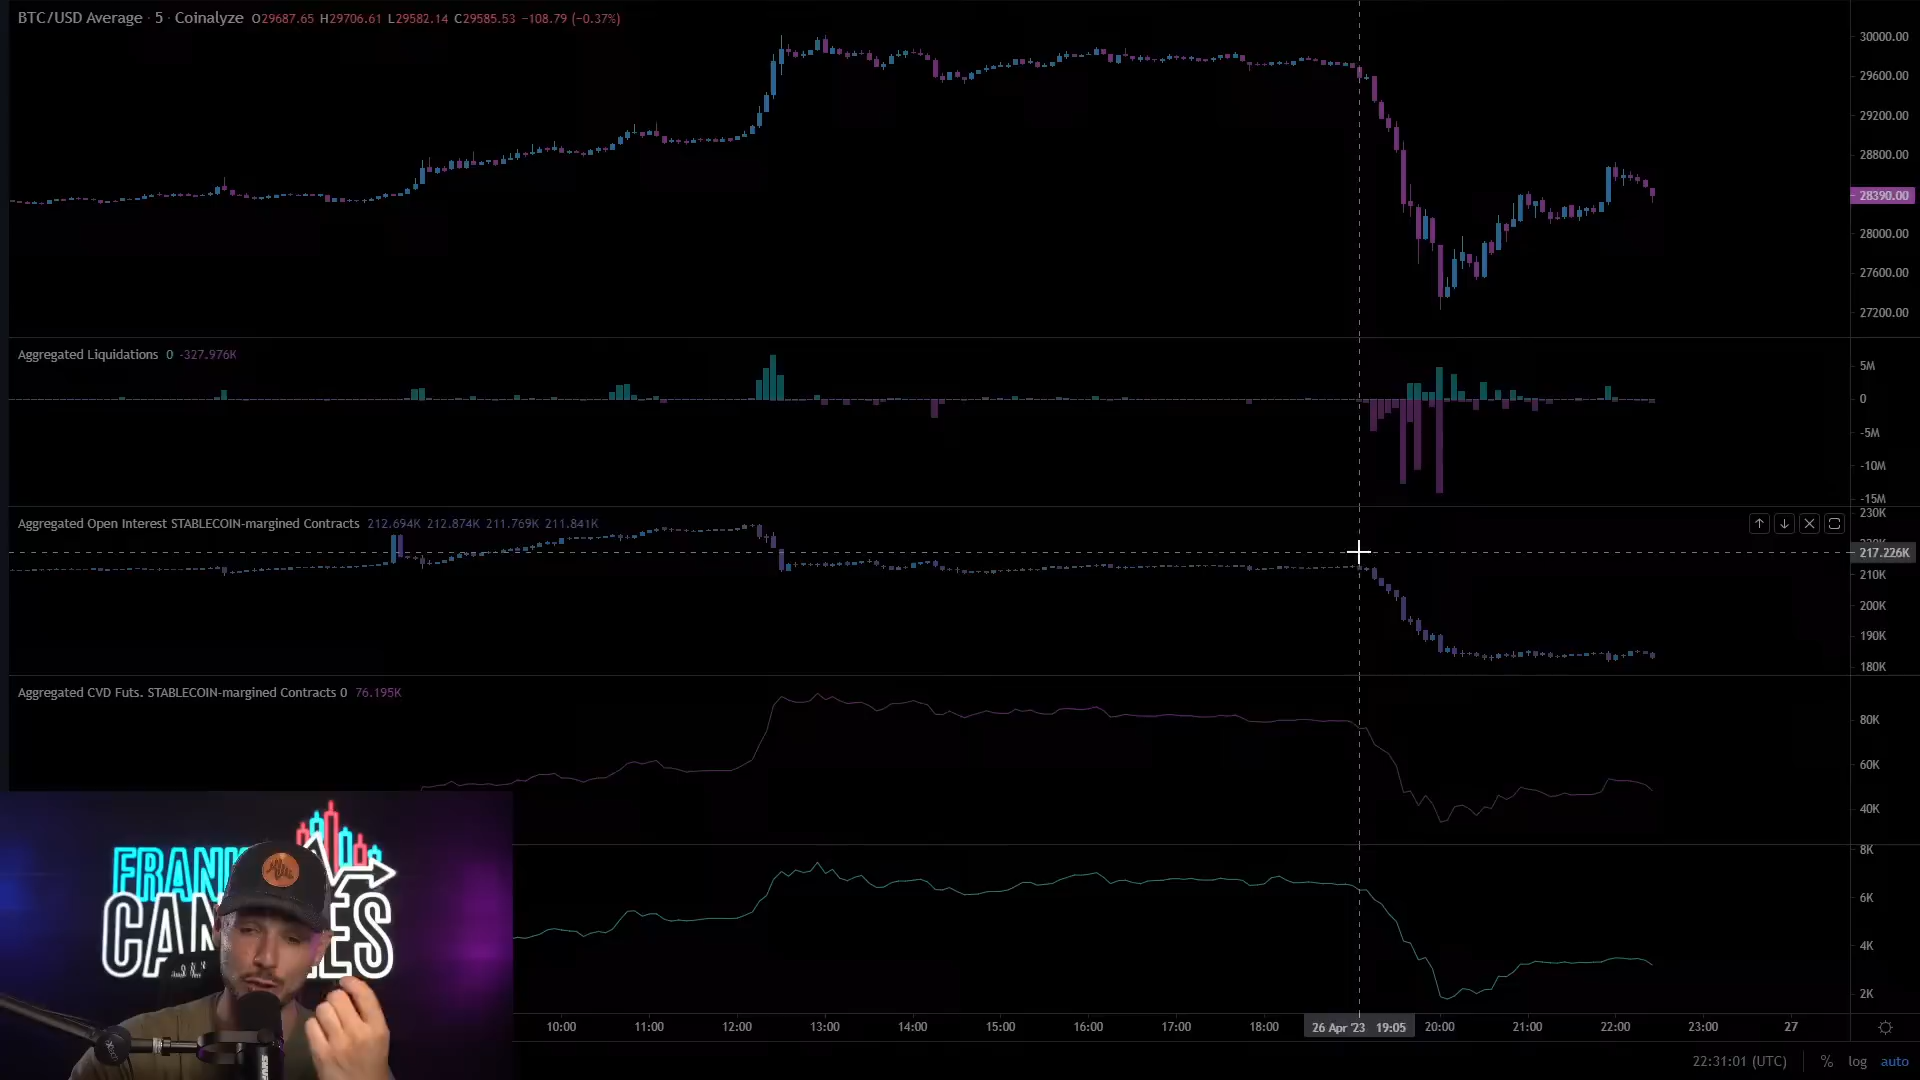 BTC/USD Average · 5 · Coinalyze O29687.65 H29706.61 L29582.14 C29585.53 −108.79 (−0.37%)
30000.00
29600.00
29200.00
28800.00
28390.00
28000.00
27600.00
27200.00
Aggregated Liquidations 0 -327.976K
5M
0
-5M
-10M
-15M
Aggregated Open Interest STABLECOIN-margined Contracts 212.694K 212.874K 211.769K 211.841K
230K
217.226K
210K
200K
190K
180K
Aggregated CVD Futs. STABLECOIN-margined Contracts 0 76.195K
80K
60K
40K
8K
6K
4K
2K
10:00 11:00 12:00 13:00 14:00 15:00 16:00 17:00 18:00 26 Apr '23 19:05 20:00 21:00 22:00 23:00 27
22:31:01 (UTC) % log auto